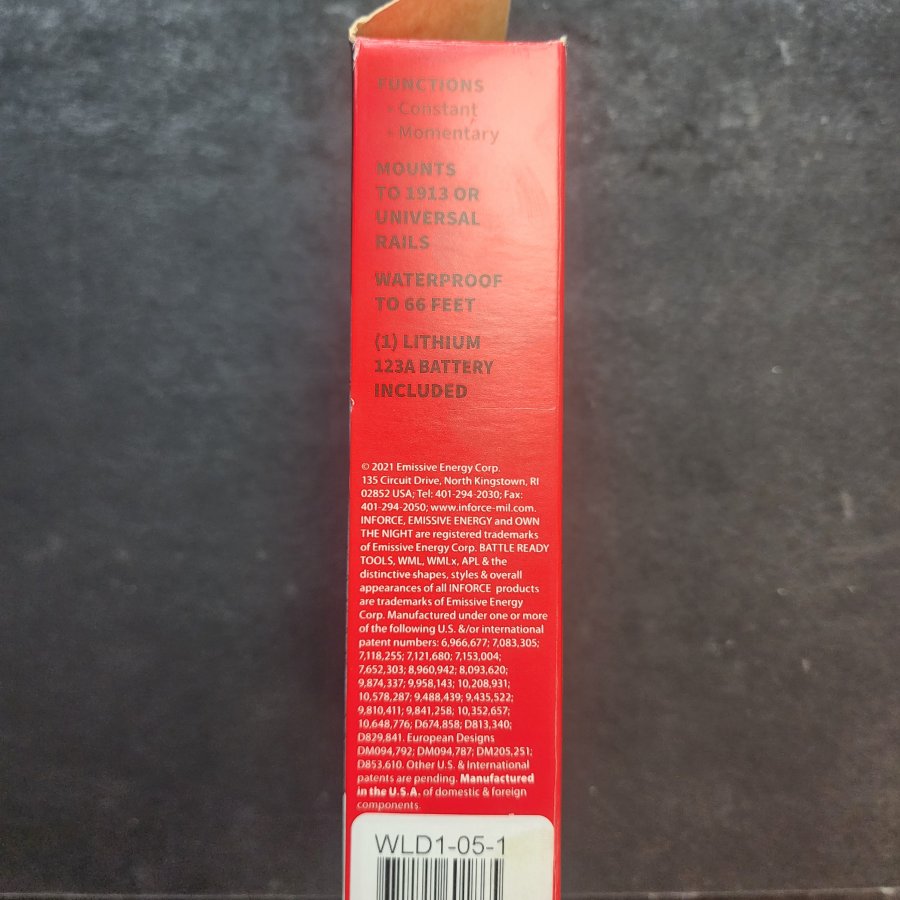 FUNCTIONS
- Constant
- Momentary
MOUNTS
TO 1913 OR
UNIVERSAL
RAILS
WATERPROOF
TO 66 FEET
(1) LITHIUM
123A BATTERY
INCLUDED
© 2021 Emissive Energy Corp.
135 Circuit Drive, North Kingstown, RI
02852 USA; Tel: 401-294-2030; Fax:
401-294-2050; www.inforce-mil.com.
INFORCE, EMISSIVE ENERGY and OWN
THE NIGHT are registered trademarks
of Emissive Energy Corp. BATTLE READY
TOOLS, WML, WMLx, APL & the
distinctive shapes, styles & overall
appearances of all INFORCE products
are trademarks of Emissive Energy
Corp. Manufactured under one or more
of the following U.S. &/or international
patent numbers: 6,966,677; 7,083,305;
7,118,255; 7,121,680; 7,153,004;
7,652,303; 8,960,942; 8,093,620;
9,874,337; 9,958,143; 10,208,931;
10,578,287; 9,488,439; 9,435,522;
9,810,411; 9,841,258; 10,352,657;
10,648,776; D674,858; D813,340;
D829,841. European Designs
DM094,792; DM094,787; DM205,251;
D853,610. Other U.S. & International
patents are pending. Manufactured
in the U.S.A. of domestic & foreign
components.
WLD1-05-1